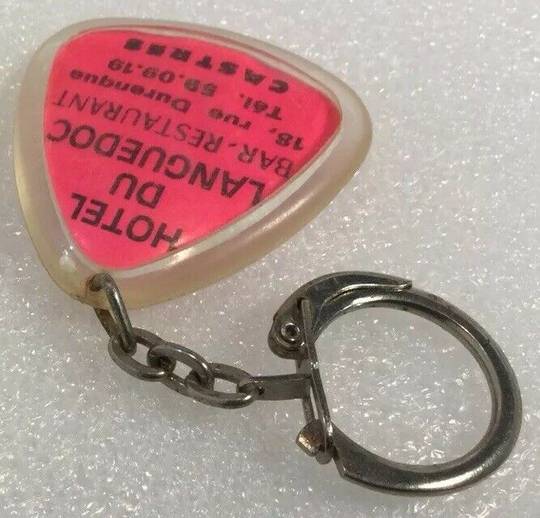 HOTEL
DU
LANGUEDOC
BAR-RESTAURANT
18, rue Durenque
Tél. 59.09.19
CASTRES